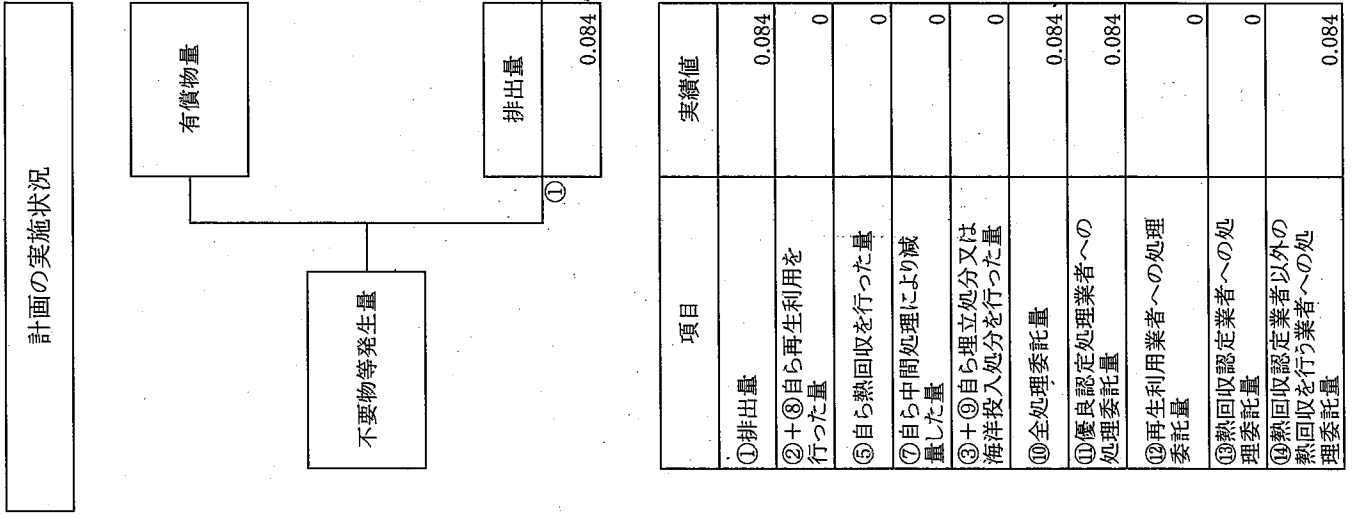 計画の実施状況
有償物量
不要物等発生量
①
排出量
0.084
項目
実績値
①排出量
0.084
②+⑧自ら再生利用を
行った量
0
⑤自ら熱回収を行った量
0
⑦自ら中間処理により減
量した量
0
③+⑨自ら埋立処分又は
海洋投入処分を行った量
0
⑩全処理委託量
0.084
⑪優良認定処理業者への
処理委託量
0.084
⑫再生利用業者への処理
委託量
0
⑬熱回収認定業者への処
理委託量
0
⑭熱回収認定業者以外の
熱回収を行う業者への処
理委託量
0.084